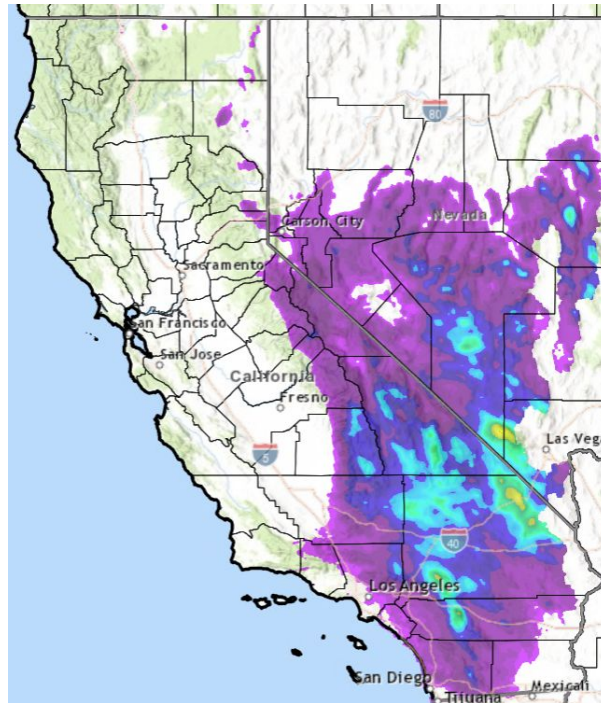 80
Carson City
Nevada
Sacramento
San Francisco
San Jose
California
Fresno
5
Las Vega
40
Los Angeles
San Diego
Mexicali
Tijuana